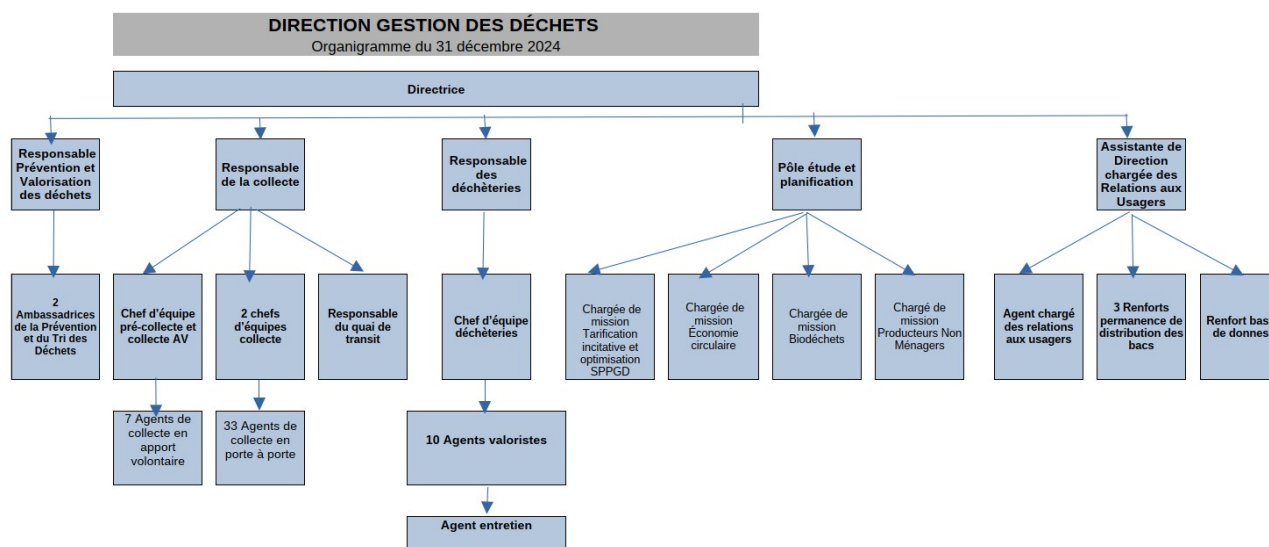 DIRECTION GESTION DES DÉCHETS
Organigramme du 31 décembre 2024
Directrice
Responsable
Prévention et
Valorisation
des déchets
Responsable
de la collecte
Responsable
des
déchèteries
Pôle étude et
planification
Assistante de
Direction
chargée des
Relations aux
Usagers
2
Ambassadrices
de la Prévention
et du Tri des
Déchets
Chef d'équipe
pré-collecte et
collecte AV
2 chefs
d'équipes
collecte
Responsable
du quai de
transit
Chef d'équipe
déchèteries
Chargée de
mission
Tarification
incitative et
optimisation
SPPGD
Chargée de
mission
Économie
circulaire
Chargée de
mission
Biodéchets
Chargé de
mission
Producteurs Non
Ménagers
Agent chargé
des relations
aux usagers
3 Renforts
permanence de
distribution des
bacs
Renfort bas
de donnes
7 Agents de
collecte en
apport
volontaire
33 Agents de
collecte en
porte à porte
10 Agents valoristes
Agent entretien